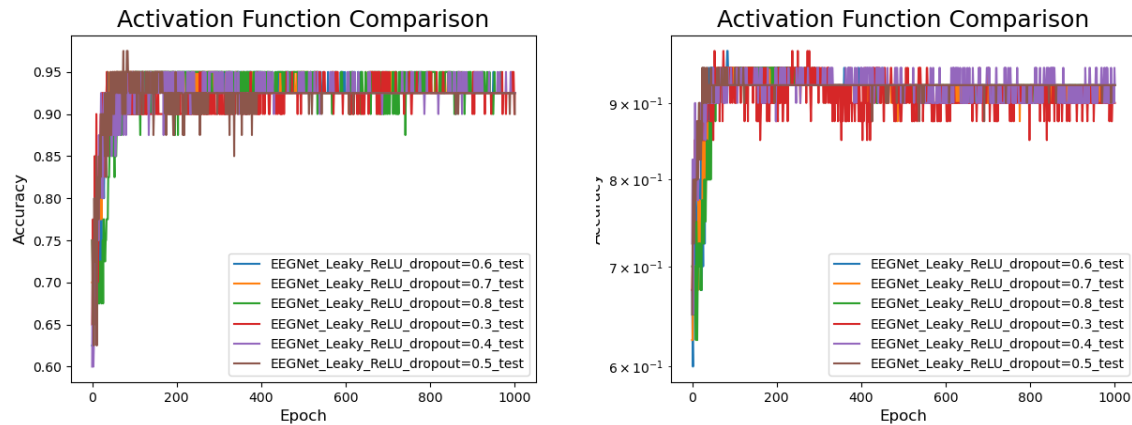 Activation Function Comparison
0.95
0.90
0.85
0.80
0.75
0.70
0.65
0.60
Accuracy
EEGNet_Leaky_ReLU_dropout=0.6_test
EEGNet_Leaky_ReLU_dropout=0.7_test
EEGNet_Leaky_ReLU_dropout=0.8_test
EEGNet_Leaky_ReLU_dropout=0.3_test
EEGNet_Leaky_ReLU_dropout=0.4_test
EEGNet_Leaky_ReLU_dropout=0.5_test
0 200 400 600 800 1000
Epoch
Activation Function Comparison
9 × 10⁻¹
8 × 10⁻¹
7 × 10⁻¹
6 × 10⁻¹
Accuracy
EEGNet_Leaky_ReLU_dropout=0.6_test
EEGNet_Leaky_ReLU_dropout=0.7_test
EEGNet_Leaky_ReLU_dropout=0.8_test
EEGNet_Leaky_ReLU_dropout=0.3_test
EEGNet_Leaky_ReLU_dropout=0.4_test
EEGNet_Leaky_ReLU_dropout=0.5_test
0 200 400 600 800 1000
Epoch